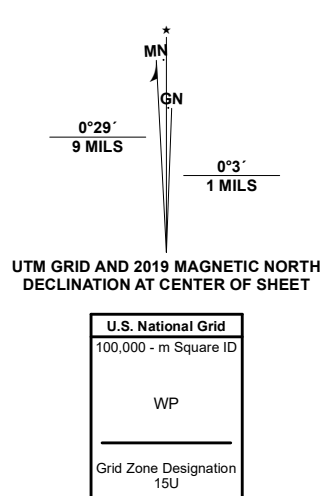 ★
MN
GN
0°29´
9 MILS
0°3´
1 MILS
UTM GRID AND 2019 MAGNETIC NORTH
DECLINATION AT CENTER OF SHEET
U.S. National Grid
100,000 - m Square ID
WP
Grid Zone Designation
15U